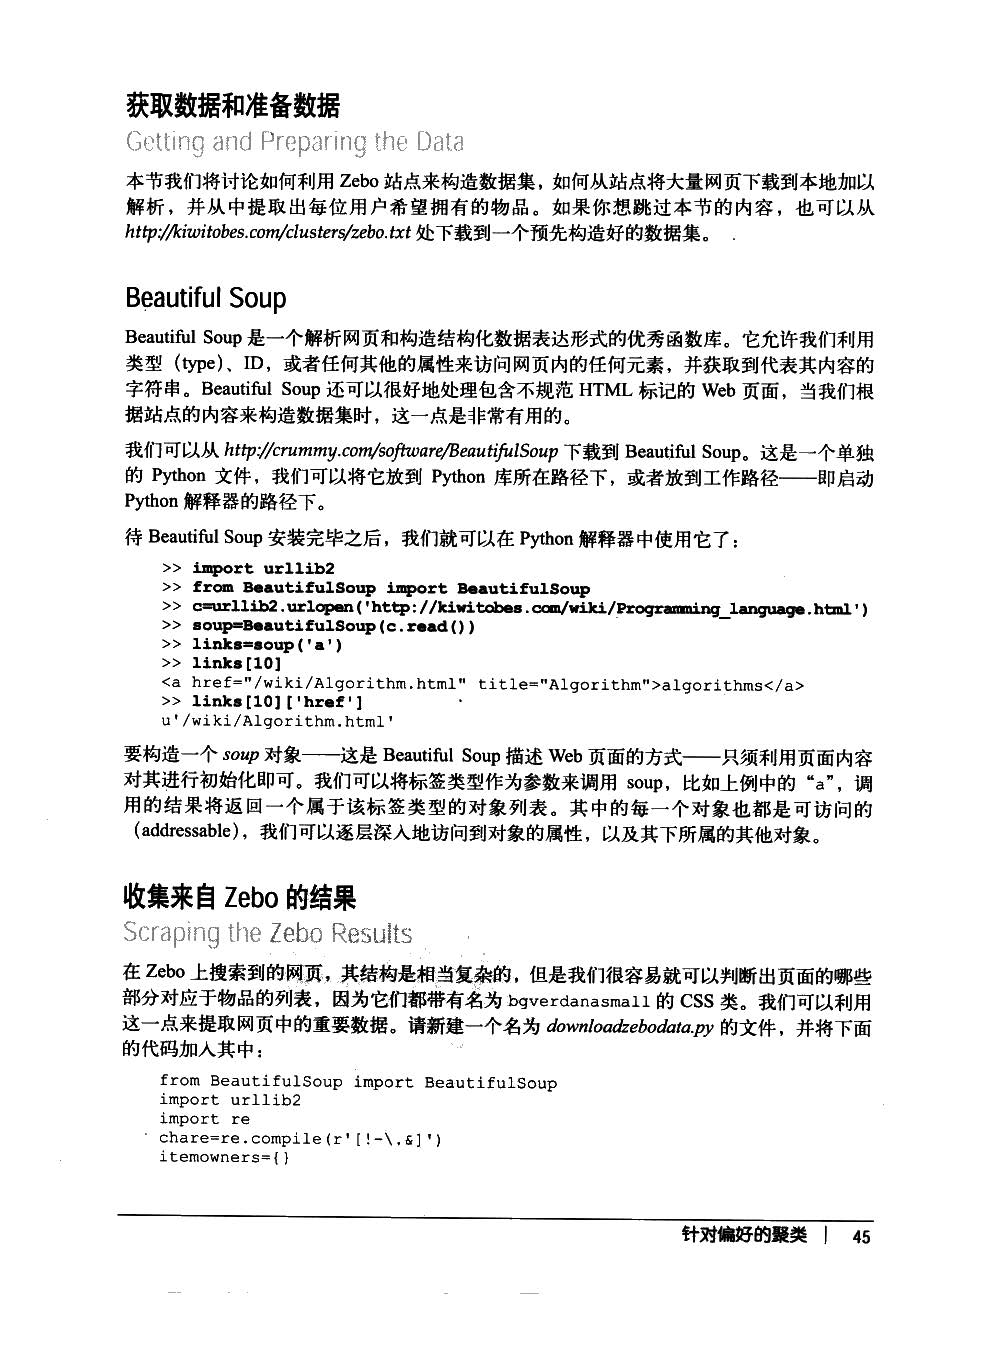 获取数据和准备数据
Getting and Preparing the Data
本节我们将讨论如何利用 Zebo 站点来构造数据集，如何从站点将大量网页下载到本地加以
解析，并从中提取出每位用户希望拥有的物品。如果你想跳过本节的内容，也可以从
http://kiwitobes.com/clusters/zebo.txt 处下载到一个预先构造好的数据集。
Beautiful Soup
Beautiful Soup 是一个解析网页和构造结构化数据表达形式的优秀函数库。它允许我们利用
类型（type）、ID，或者任何其他的属性来访问网页内的任何元素，并获取到代表其内容的
字符串。Beautiful Soup 还可以很好地处理包含不规范 HTML 标记的 Web 页面，当我们根
据站点的内容来构造数据集时，这一点是非常有用的。
我们可以从 http://crummy.com/software/BeautifulSoup 下载到 Beautiful Soup。这是一个单独
的 Python 文件，我们可以将它放到 Python 库所在路径下，或者放到工作路径——即启动
Python 解释器的路径下。
待 Beautiful Soup 安装完毕之后，我们就可以在 Python 解释器中使用它了：
>> import urllib2
>> from BeautifulSoup import BeautifulSoup
>> c=urllib2.urlopen('http://kiwitobes.com/wiki/Programming_language.html')
>> soup=BeautifulSoup(c.read())
>> links=soup('a')
>> links[10]
<a href="/wiki/Algorithm.html" title="Algorithm">algorithms</a>
>> links[10]['href']
u'/wiki/Algorithm.html'
要构造一个 soup 对象——这是 Beautiful Soup 描述 Web 页面的方式——只须利用页面内容
对其进行初始化即可。我们可以将标签类型作为参数来调用 soup，比如上例中的“a”，调
用的结果将返回一个属于该标签类型的对象列表。其中的每一个对象也都是可访问的
（addressable），我们可以逐层深入地访问到对象的属性，以及其下所属的其他对象。
收集来自 Zebo 的结果
Scraping the Zebo Results
在 Zebo 上搜索到的网页，其结构是相当复杂的，但是我们很容易就可以判断出页面的哪些
部分对应于物品的列表，因为它们都带有名为 bgverdanasmall 的 CSS 类。我们可以利用
这一点来提取网页中的重要数据。请新建一个名为 downloadzebodata.py 的文件，并将下面
的代码加入其中：
from BeautifulSoup import BeautifulSoup
import urllib2
import re
chare=re.compile(r'[!-\.&]')
itemowners={}
针对偏好的聚类 | 45